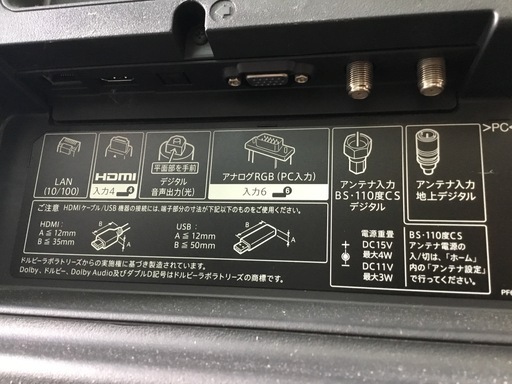 LAN
(10/100)
HDMI
入力4 4
平面部を手前
デジタル
音声出力(光)
アナログRGB (PC入力)
入力6 6
アンテナ入力
BS・110度CS
デジタル
アンテナ入力
地上デジタル
>PC<
ご注意 HDMIケーブル/USB 機器の接続には、端子部分の寸法が下記以下のものをご使用ください。
HDMI:
A ≦ 12mm
B ≦ 35mm
A
B
USB:
A ≦ 12mm
B ≦ 50mm
A
B
電源重畳
DC15V
最大4W
DC11V
最大3W
BS・110度CS
アンテナ電源の
入/切は、「ホーム」
内の「アンテナ設定」
で行ってください。
ドルビーラボラトリーズからの実施権に基づき製造されています。
Dolby、ドルビー、Dolby Audio及びダブルD記号はドルビーラボラトリーズの商標です。